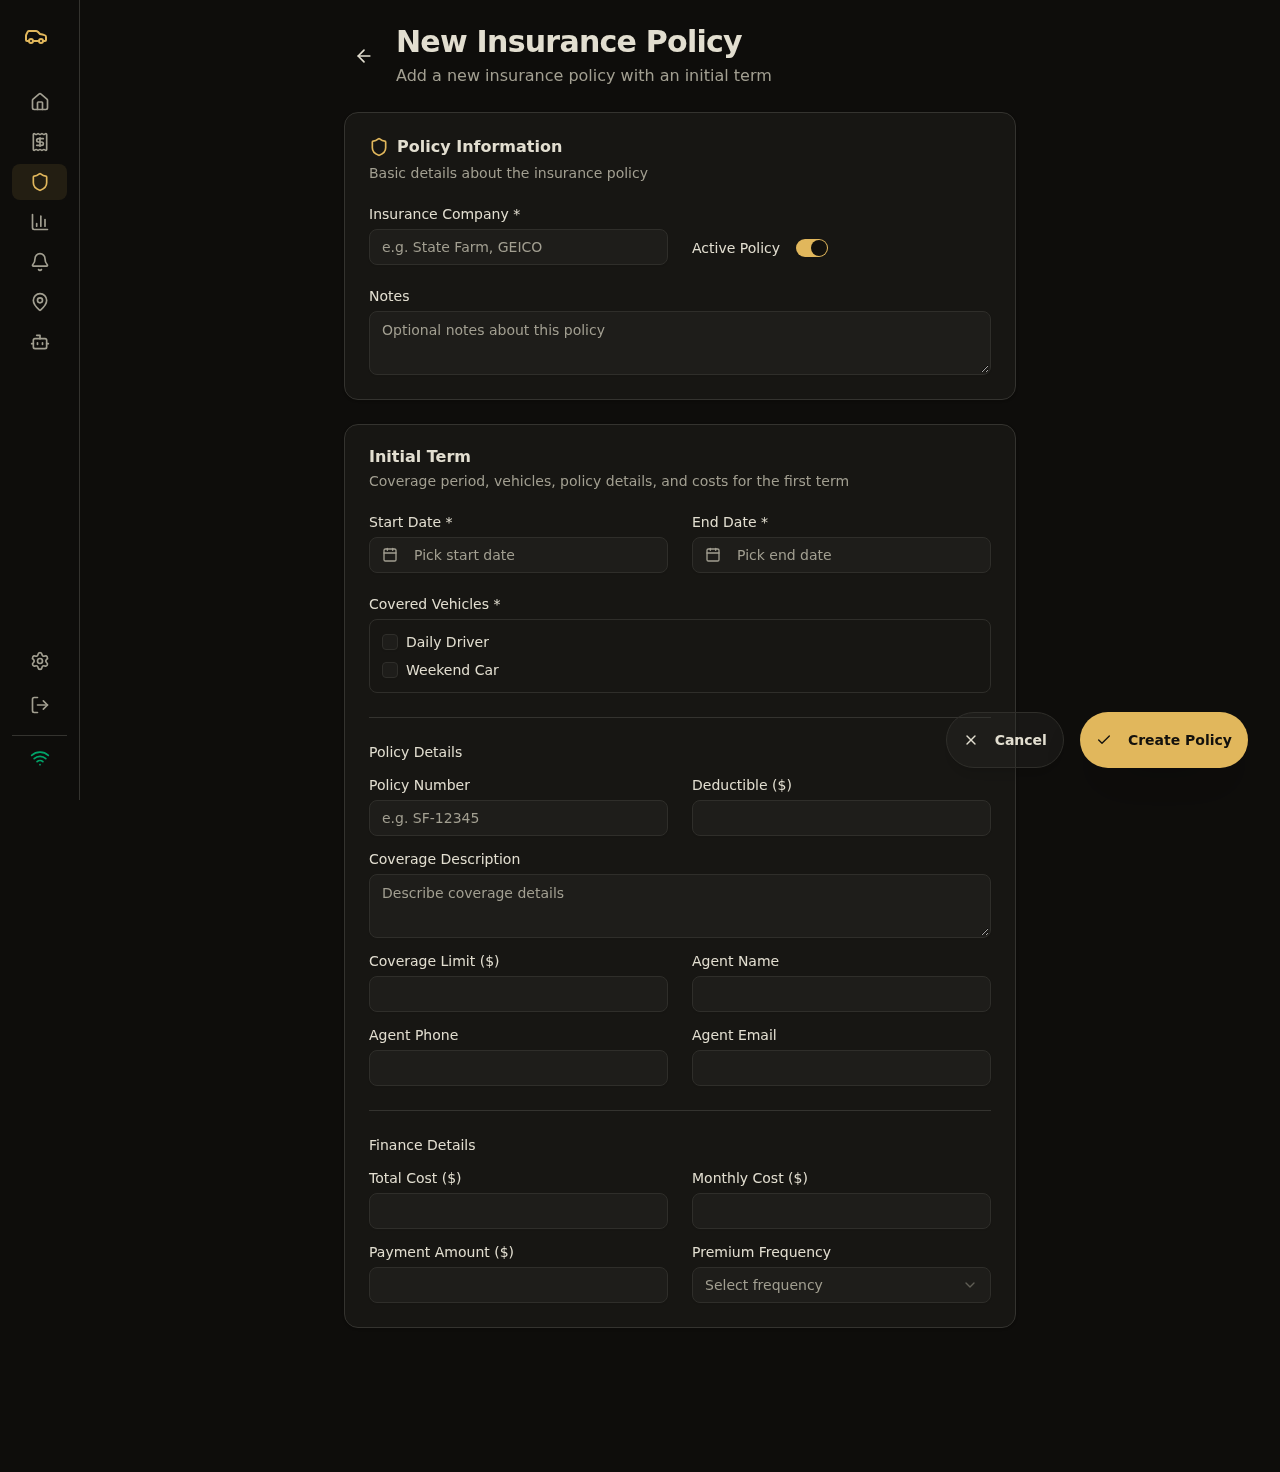 New Insurance Policy
Add a new insurance policy with an initial term
Policy Information
Basic details about the insurance policy
Insurance Company *
e.g. State Farm, GEICO
Active Policy
Notes
Optional notes about this policy
Initial Term
Coverage period, vehicles, policy details, and costs for the first term
Start Date *
End Date *
Pick start date
Pick end date
Covered Vehicles *
Daily Driver
Weekend Car
Cancel
Create Policy
Policy Details
Policy Number
Deductible ($)
e.g. SF-12345
Coverage Description
Describe coverage details
Coverage Limit ($)
Agent Name
Agent Phone
Agent Email
Finance Details
Total Cost ($)
Monthly Cost ($)
Payment Amount ($)
Premium Frequency
Select frequency